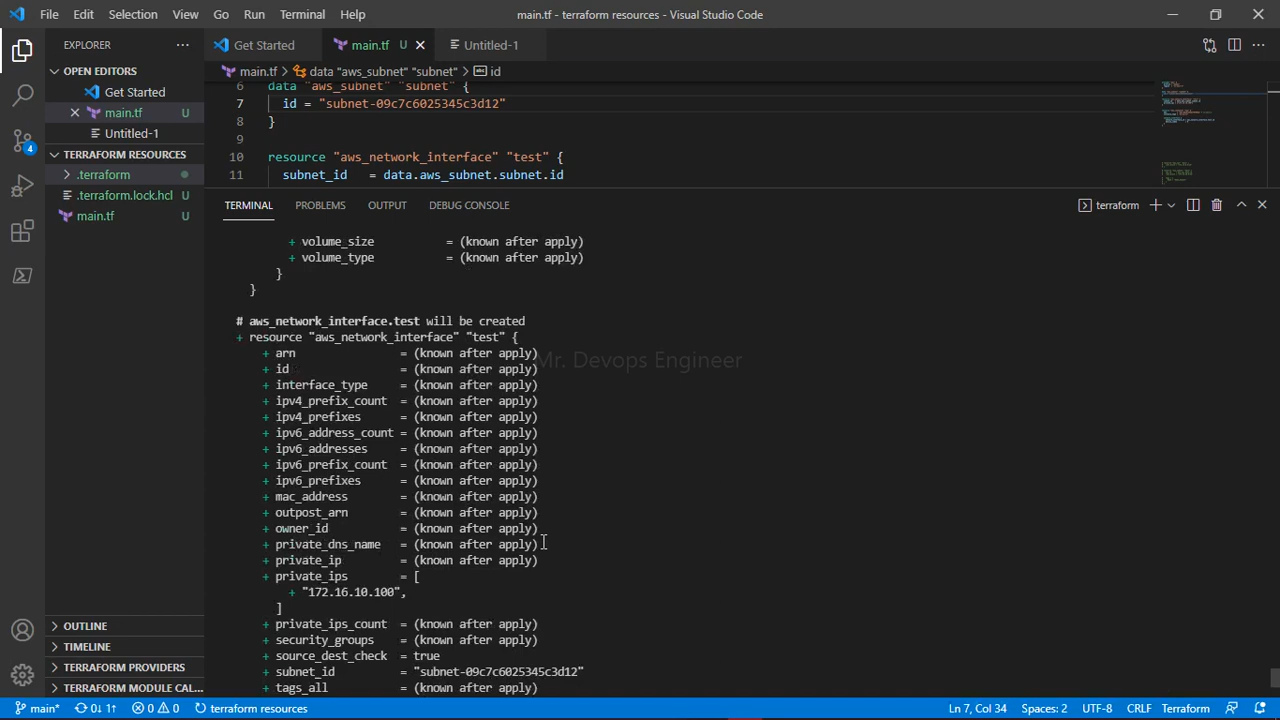 File Edit Selection View Go Run Terminal Help main.tf - terraform resources - Visual Studio Code
EXPLORER
OPEN EDITORS
Get Started
main.tf U
Untitled-1
TERRAFORM RESOURCES
.terraform
.terraform.lock.hcl U
main.tf U
OUTLINE
TIMELINE
TERRAFORM PROVIDERS
TERRAFORM MODULE CAL...
4
Get Started main.tf U Untitled-1
main.tf > data "aws_subnet" "subnet" > id
6 data "aws_subnet" "subnet" {
7 id = "subnet-09c7c6025345c3d12"
8 }
10 resource "aws_network_interface" "test" {
11 subnet_id = data.aws_subnet.subnet.id
TERMINAL PROBLEMS OUTPUT DEBUG CONSOLE terraform
+ volume_size = (known after apply)
+ volume_type = (known after apply)
}
}
# aws_network_interface.test will be created
+ resource "aws_network_interface" "test" {
+ arn = (known after apply)
+ id = (known after apply)
+ interface_type = (known after apply)
+ ipv4_prefix_count = (known after apply)
+ ipv4_prefixes = (known after apply)
+ ipv6_address_count = (known after apply)
+ ipv6_addresses = (known after apply)
+ ipv6_prefix_count = (known after apply)
+ ipv6_prefixes = (known after apply)
+ mac_address = (known after apply)
+ outpost_arn = (known after apply)
+ owner_id = (known after apply)
+ private_dns_name = (known after apply)
+ private_ip = (known after apply)
+ private_ips = [
+ "172.16.10.100",
]
+ private_ips_count = (known after apply)
+ security_groups = (known after apply)
+ source_dest_check = true
+ subnet_id = "subnet-09c7c6025345c3d12"
+ tags_all = (known after apply)
Mr. Devops Engineer
main* 0↓ 1↑ 0 0 terraform resources Ln 7, Col 34 Spaces: 2 UTF-8 CRLF Terraform